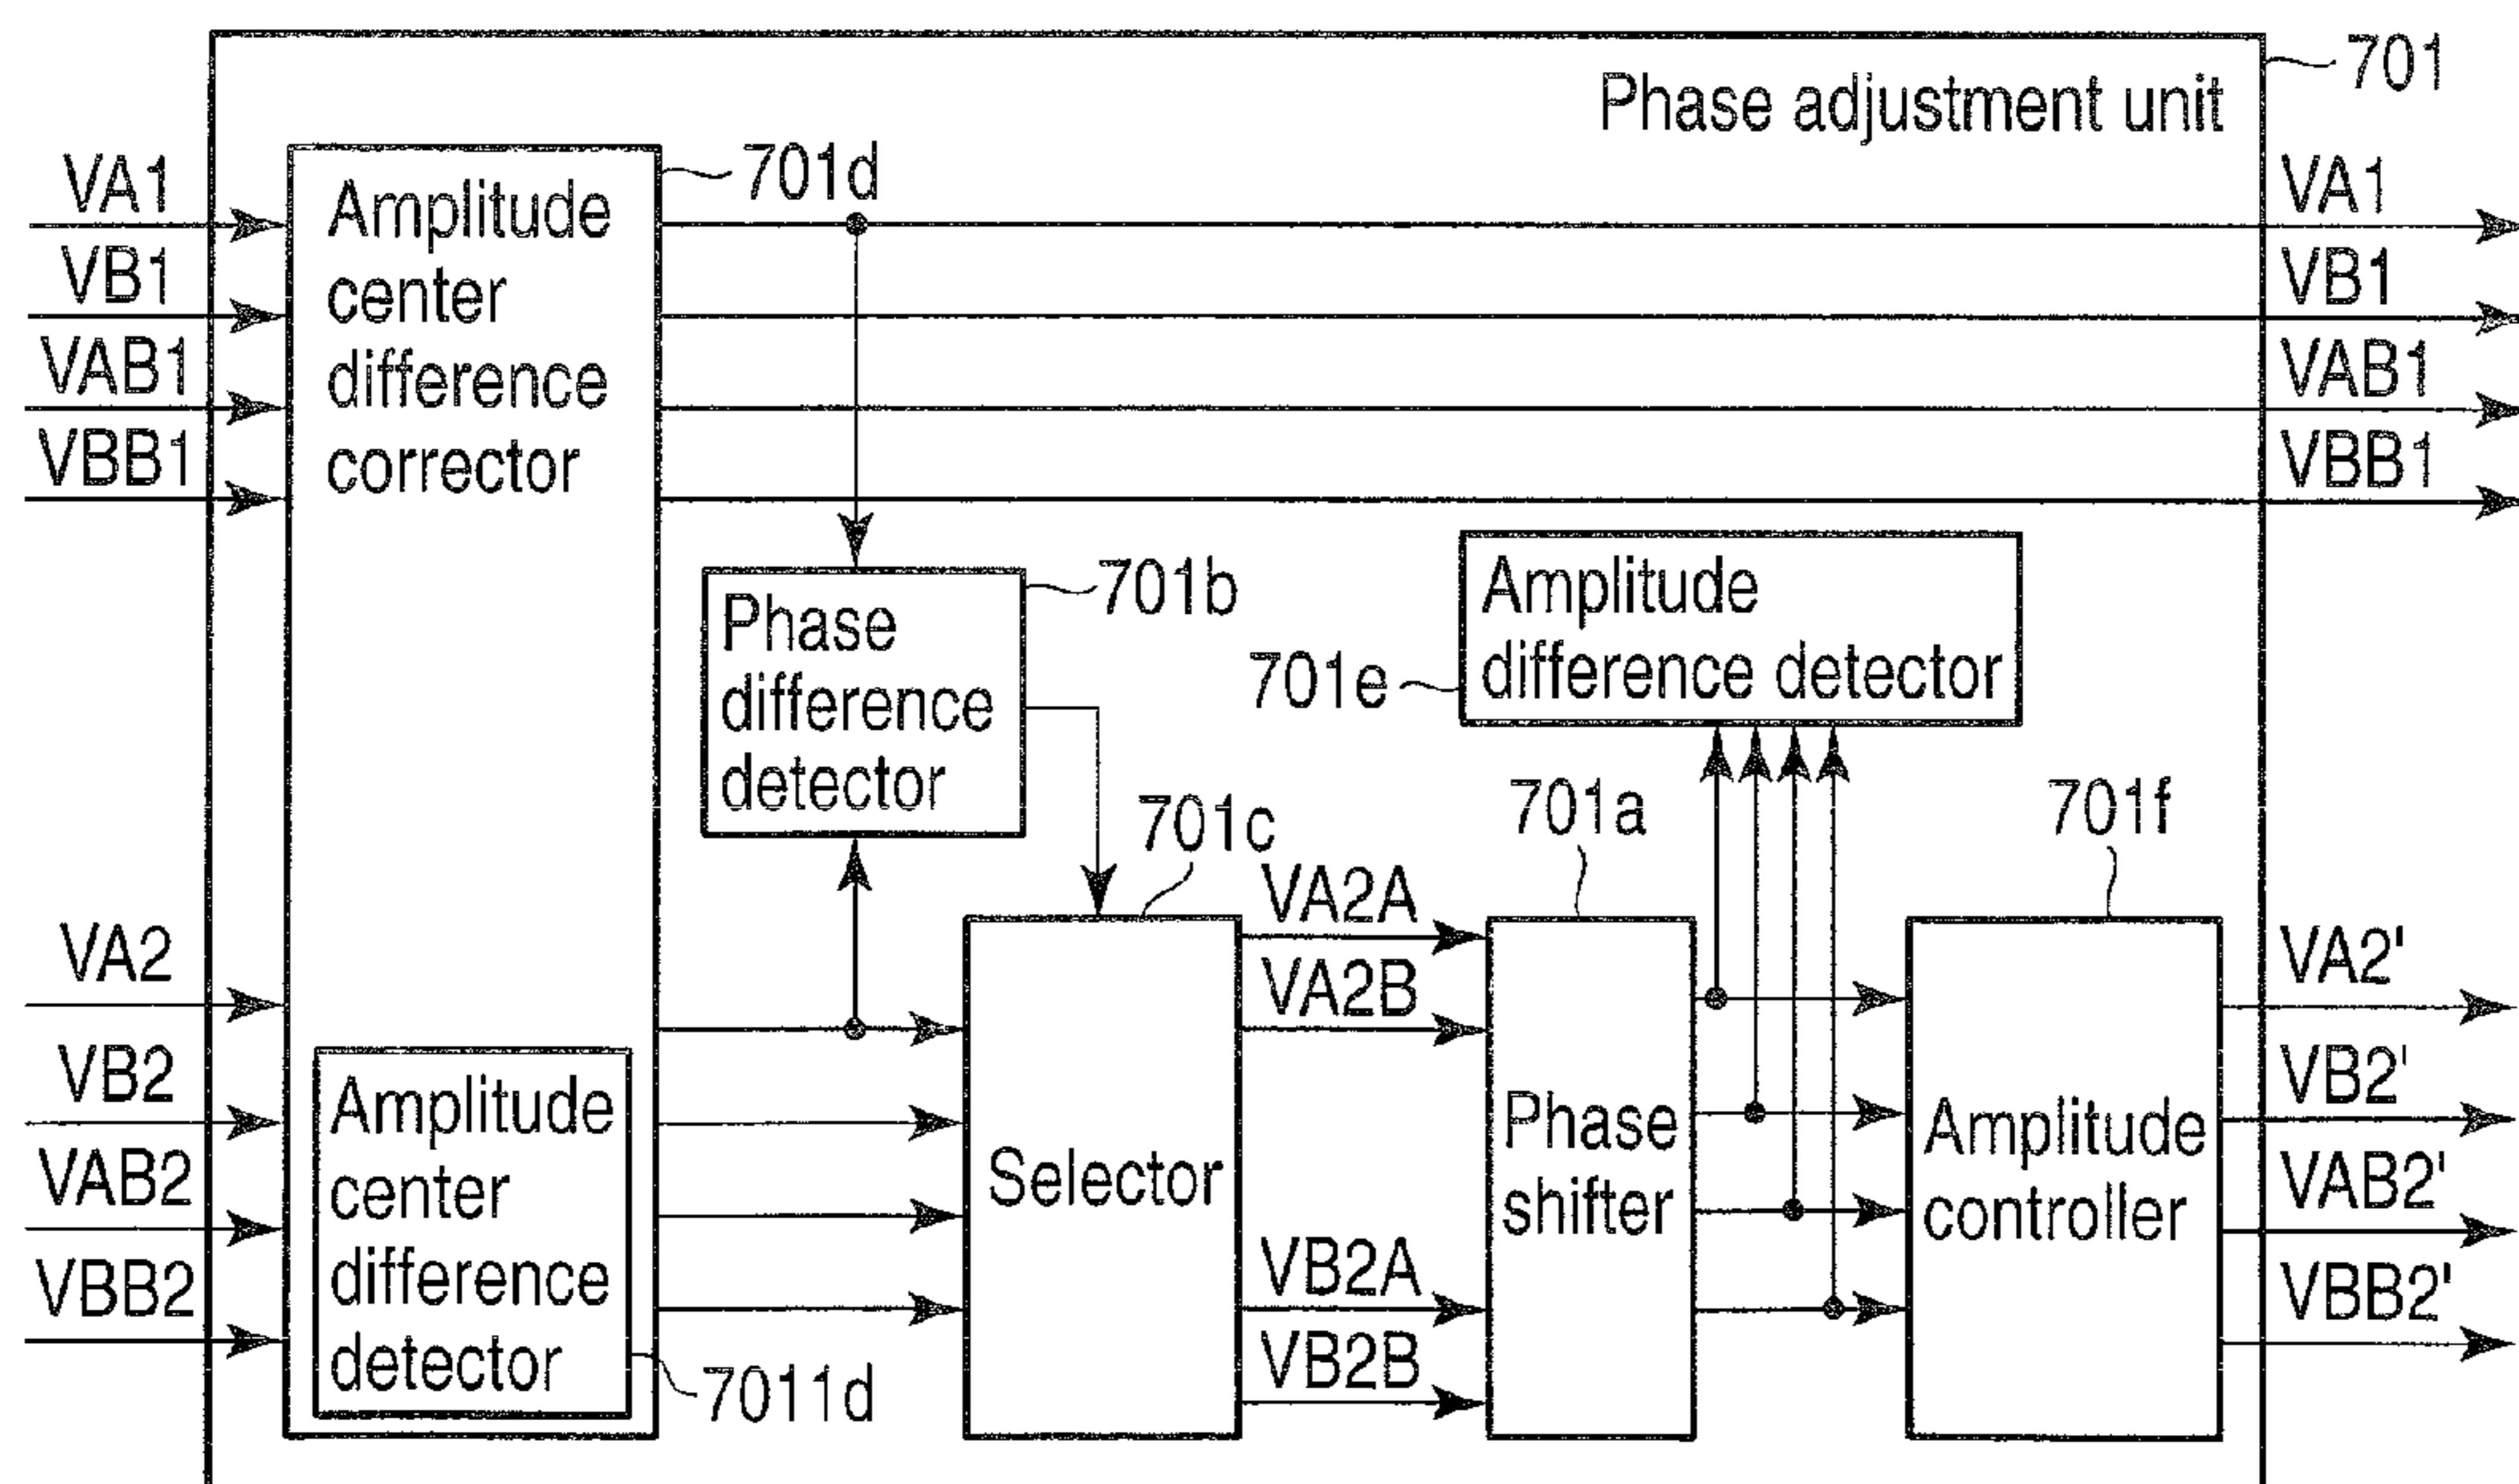 701
Phase adjustment unit
VA1
VB1
VAB1
VBB1
Amplitude
center
difference
corrector
701d
VA1
VB1
VAB1
VBB1
Phase
difference
detector
701b
Amplitude
difference detector
701e
701c
701a
701f
VA2
VB2
VAB2
VBB2
Amplitude
center
difference
detector
7011d
Selector
VA2A
VA2B
VB2A
VB2B
Phase
shifter
Amplitude
controller
VA2'
VB2'
VAB2'
VBB2'